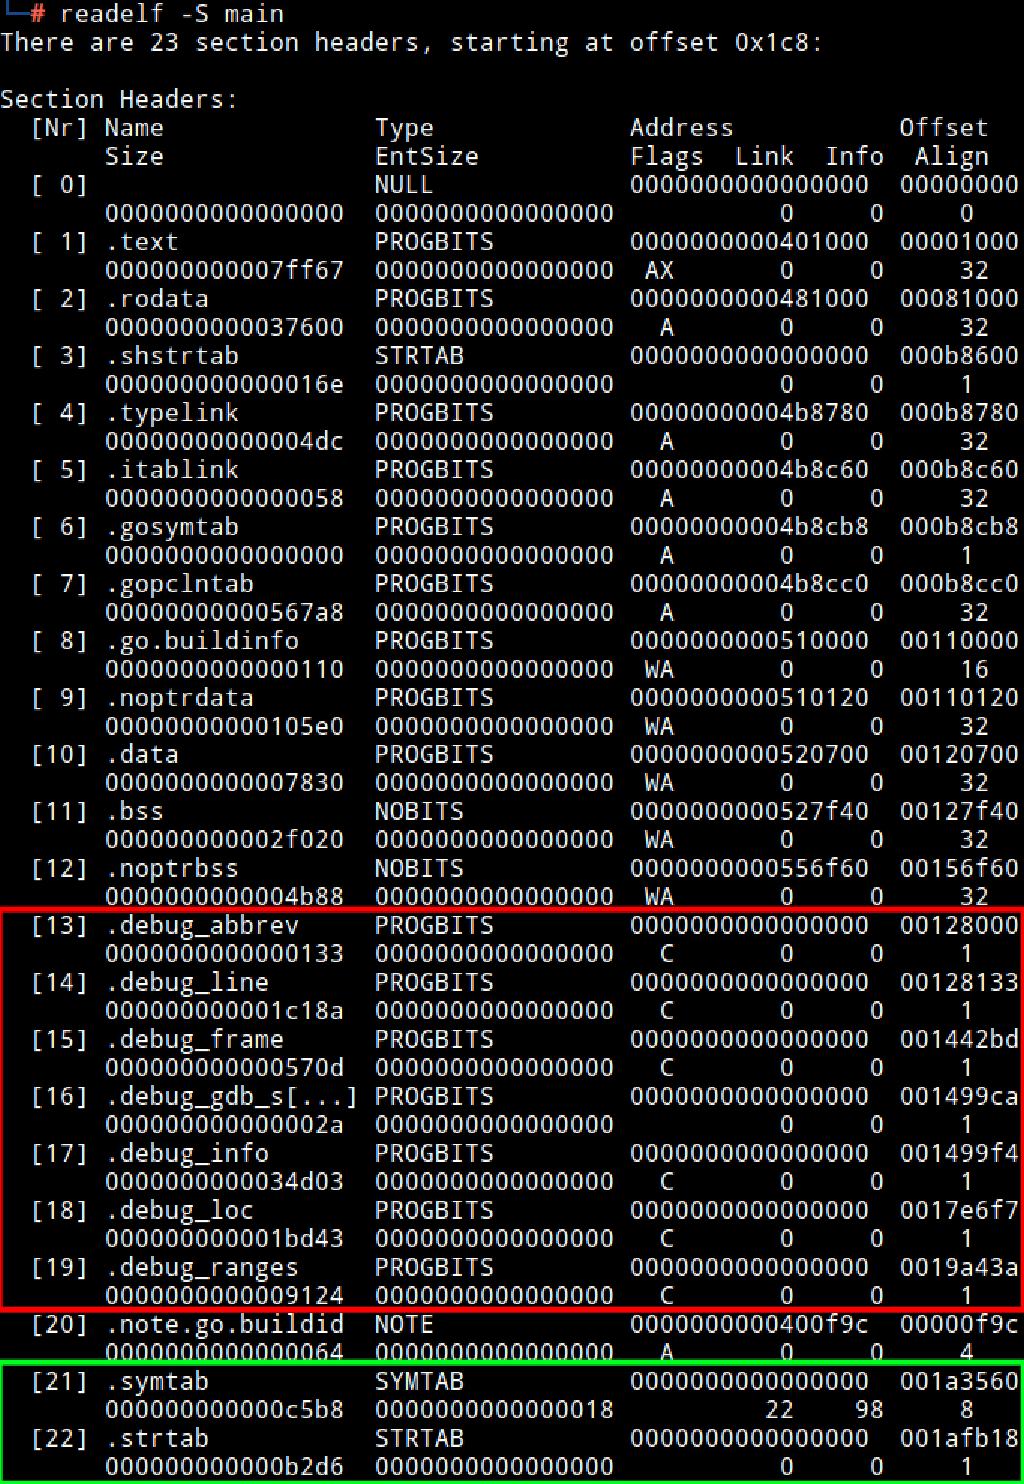 └─# readelf -S main
There are 23 section headers, starting at offset 0x1c8:
Section Headers:
[Nr] Name Type Address Offset
Size EntSize Flags Link Info Align
[ 0] NULL 0000000000000000 00000000
0000000000000000 0000000000000000 0 0 0
[ 1] .text PROGBITS 0000000000401000 00001000
000000000007ff67 0000000000000000 AX 0 0 32
[ 2] .rodata PROGBITS 0000000000481000 00081000
0000000000037600 0000000000000000 A 0 0 32
[ 3] .shstrtab STRTAB 0000000000000000 000b8600
000000000000016e 0000000000000000 0 0 1
[ 4] .typelink PROGBITS 00000000004b8780 000b8780
00000000000004dc 0000000000000000 A 0 0 32
[ 5] .itablink PROGBITS 00000000004b8c60 000b8c60
0000000000000058 0000000000000000 A 0 0 32
[ 6] .gosymtab PROGBITS 00000000004b8cb8 000b8cb8
0000000000000000 0000000000000000 A 0 0 1
[ 7] .gopclntab PROGBITS 00000000004b8cc0 000b8cc0
00000000000567a8 0000000000000000 A 0 0 32
[ 8] .go.buildinfo PROGBITS 0000000000510000 00110000
0000000000000110 0000000000000000 WA 0 0 16
[ 9] .noptrdata PROGBITS 0000000000510120 00110120
00000000000105e0 0000000000000000 WA 0 0 32
[10] .data PROGBITS 0000000000520700 00120700
0000000000007830 0000000000000000 WA 0 0 32
[11] .bss NOBITS 0000000000527f40 00127f40
000000000002f020 0000000000000000 WA 0 0 32
[12] .noptrbss NOBITS 0000000000556f60 00156f60
0000000000004b88 0000000000000000 WA 0 0 32
[13] .debug_abbrev PROGBITS 0000000000000000 00128000
0000000000000133 0000000000000000 C 0 0 1
[14] .debug_line PROGBITS 0000000000000000 00128133
000000000001c18a 0000000000000000 C 0 0 1
[15] .debug_frame PROGBITS 0000000000000000 001442bd
000000000000570d 0000000000000000 C 0 0 1
[16] .debug_gdb_s[...] PROGBITS 0000000000000000 001499ca
000000000000002a 0000000000000000 0 0 1
[17] .debug_info PROGBITS 0000000000000000 001499f4
0000000000034d03 0000000000000000 C 0 0 1
[18] .debug_loc PROGBITS 0000000000000000 0017e6f7
000000000001bd43 0000000000000000 C 0 0 1
[19] .debug_ranges PROGBITS 0000000000000000 0019a43a
0000000000009124 0000000000000000 C 0 0 1
[20] .note.go.buildid NOTE 0000000000400f9c 00000f9c
0000000000000064 0000000000000000 A 0 0 4
[21] .symtab SYMTAB 0000000000000000 001a3560
000000000000c5b8 0000000000000018 22 98 8
[22] .strtab STRTAB 0000000000000000 001afb18
000000000000b2d6 0000000000000000 0 0 1